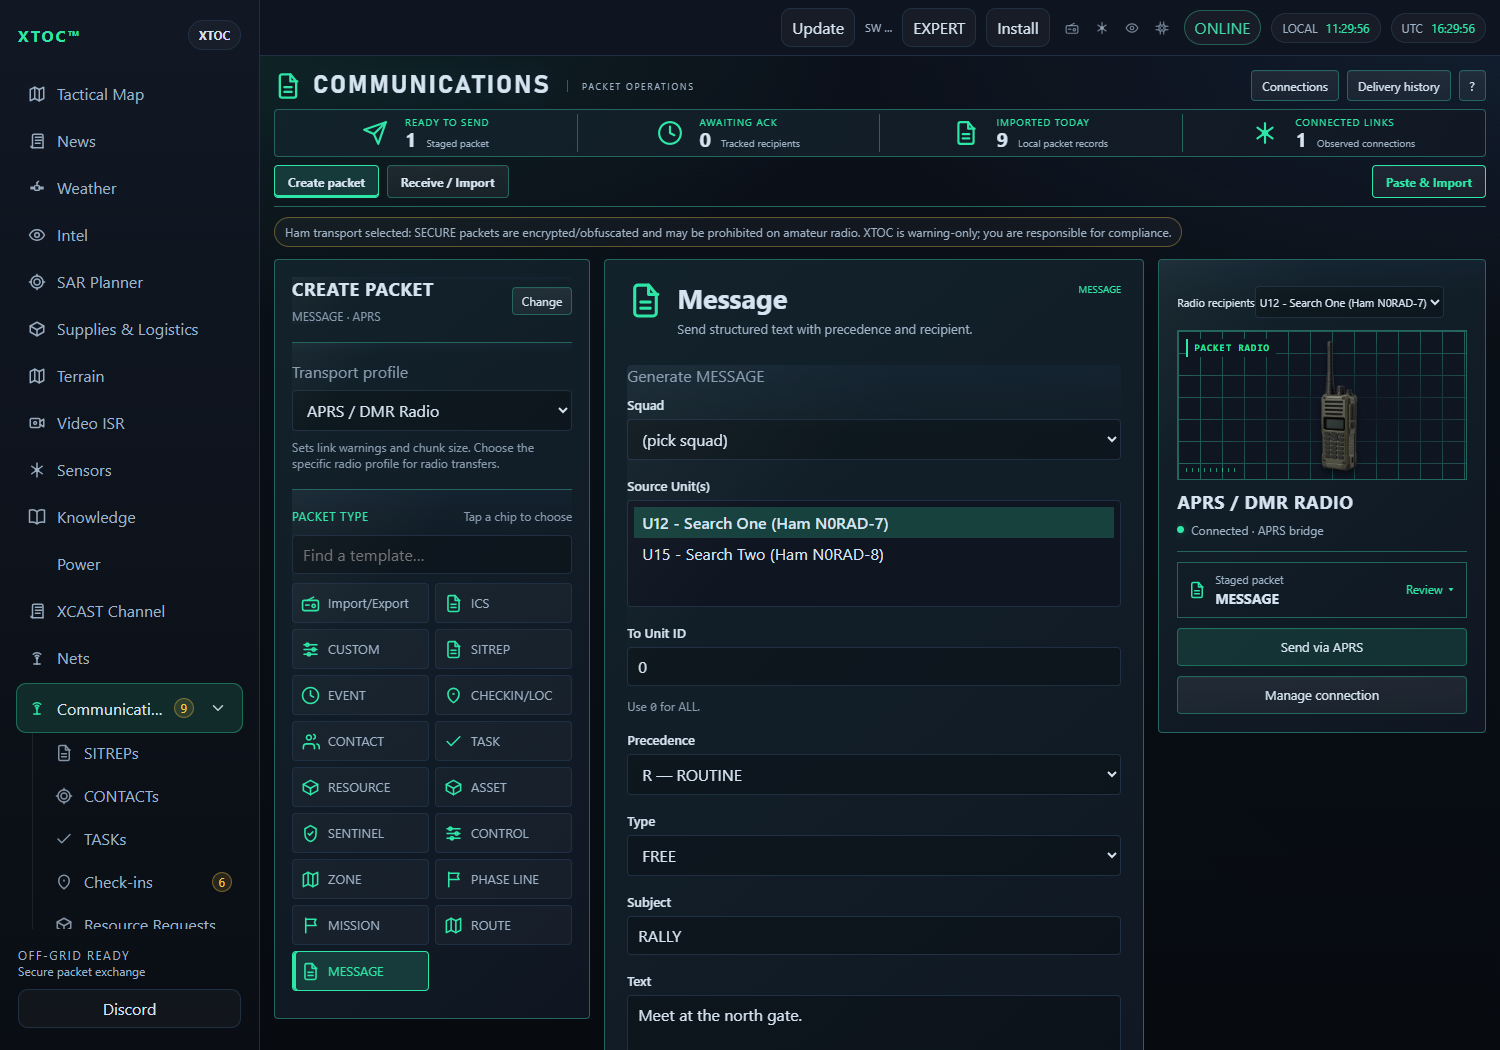 XTOC™
XTOC
Update
SW ...
EXPERT
Install
ONLINE
LOCAL 11:29:56
UTC 16:29:56
Tactical Map
News
Weather
Intel
SAR Planner
Supplies & Logistics
Terrain
Video ISR
Sensors
Knowledge
Power
XCAST Channel
Nets
Communicati... 9
SITREPs
CONTACTs
TASKs
Check-ins 6
Resource Requests
OFF-GRID READY
Secure packet exchange
Discord
COMMUNICATIONS
PACKET OPERATIONS
Connections
Delivery history
?
READY TO SEND
1 Staged packet
AWAITING ACK
0 Tracked recipients
IMPORTED TODAY
9 Local packet records
CONNECTED LINKS
1 Observed connections
Create packet
Receive / Import
Paste & Import
Ham transport selected: SECURE packets are encrypted/obfuscated and may be prohibited on amateur radio. XTOC is warning-only; you are responsible for compliance.
CREATE PACKET
MESSAGE · APRS
Change
Transport profile
APRS / DMR Radio
Sets link warnings and chunk size. Choose the
specific radio profile for radio transfers.
PACKET TYPE
Tap a chip to choose
Find a template...
Import/Export
ICS
CUSTOM
SITREP
EVENT
CHECKIN/LOC
CONTACT
TASK
RESOURCE
ASSET
SENTINEL
CONTROL
ZONE
PHASE LINE
MISSION
ROUTE
MESSAGE
Message
MESSAGE
Send structured text with precedence and recipient.
Generate MESSAGE
Squad
(pick squad)
Source Unit(s)
U12 - Search One (Ham N0RAD-7)
U15 - Search Two (Ham N0RAD-8)
To Unit ID
0
Use 0 for ALL.
Precedence
R — ROUTINE
Type
FREE
Subject
RALLY
Text
Meet at the north gate.
Radio recipients
U12 - Search One (Ham N0RAD-7)
PACKET RADIO
APRS / DMR RADIO
Connected · APRS bridge
Staged packet
MESSAGE
Review
Send via APRS
Manage connection